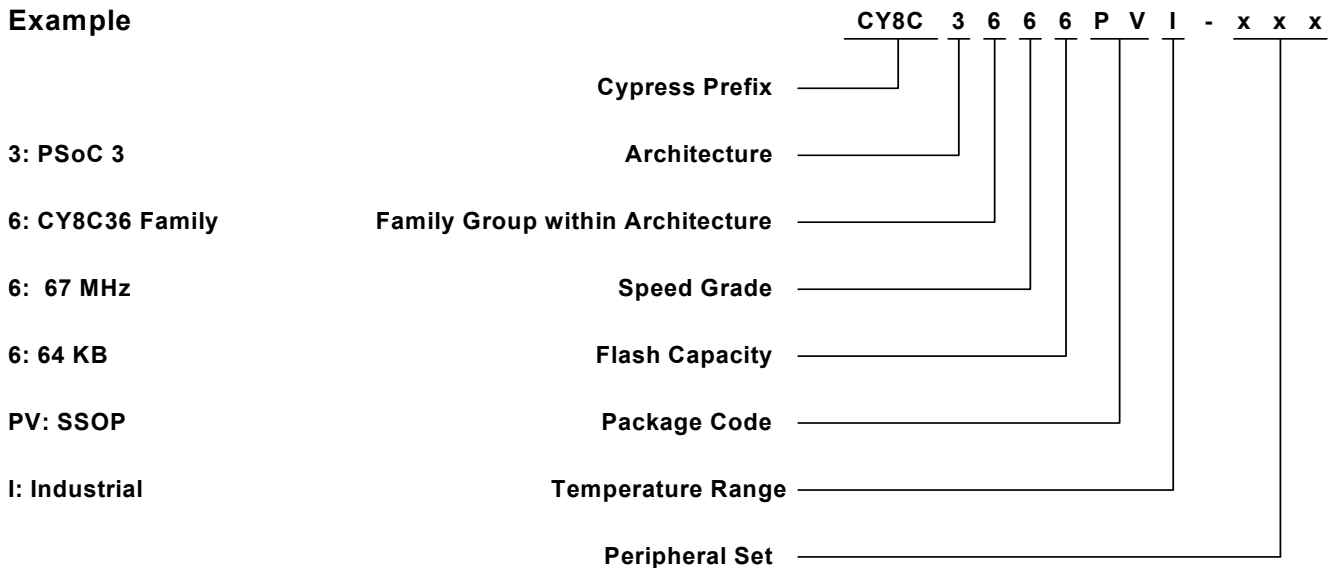 Example CY8C 3 6 6 6 P V I - x x x
Cypress Prefix
3: PSoC 3 Architecture
6: CY8C36 Family Family Group within Architecture
6: 67 MHz Speed Grade
6: 64 KB Flash Capacity
PV: SSOP Package Code
I: Industrial Temperature Range
Peripheral Set